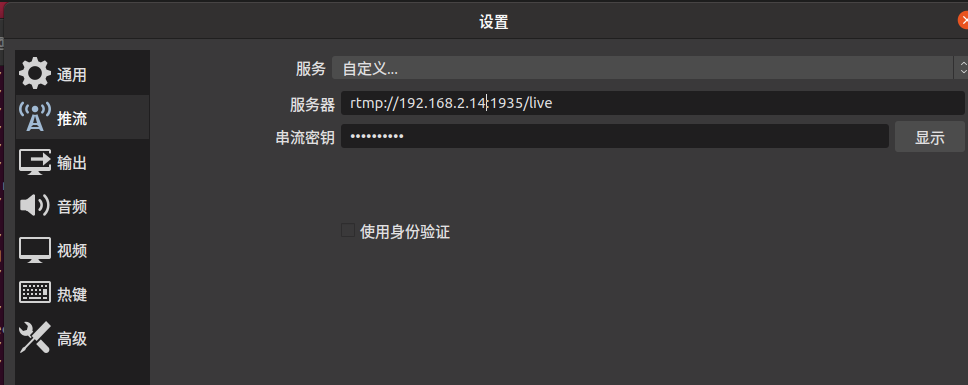 设置
通用
推流
输出
音频
视频
热键
高级
服务 自定义...
服务器 rtmp://192.168.2.14:1935/live
串流密钥 •••••••••• 显示
使用身份验证